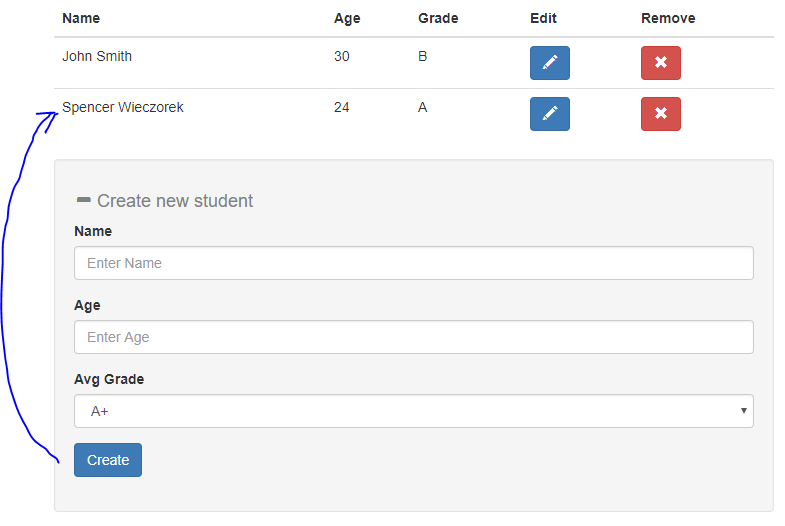 Name Age Grade Edit Remove
John Smith 30 B
Spencer Wieczorek 24 A
Create new student
Name
Enter Name
Age
Enter Age
Avg Grade
A+
Create